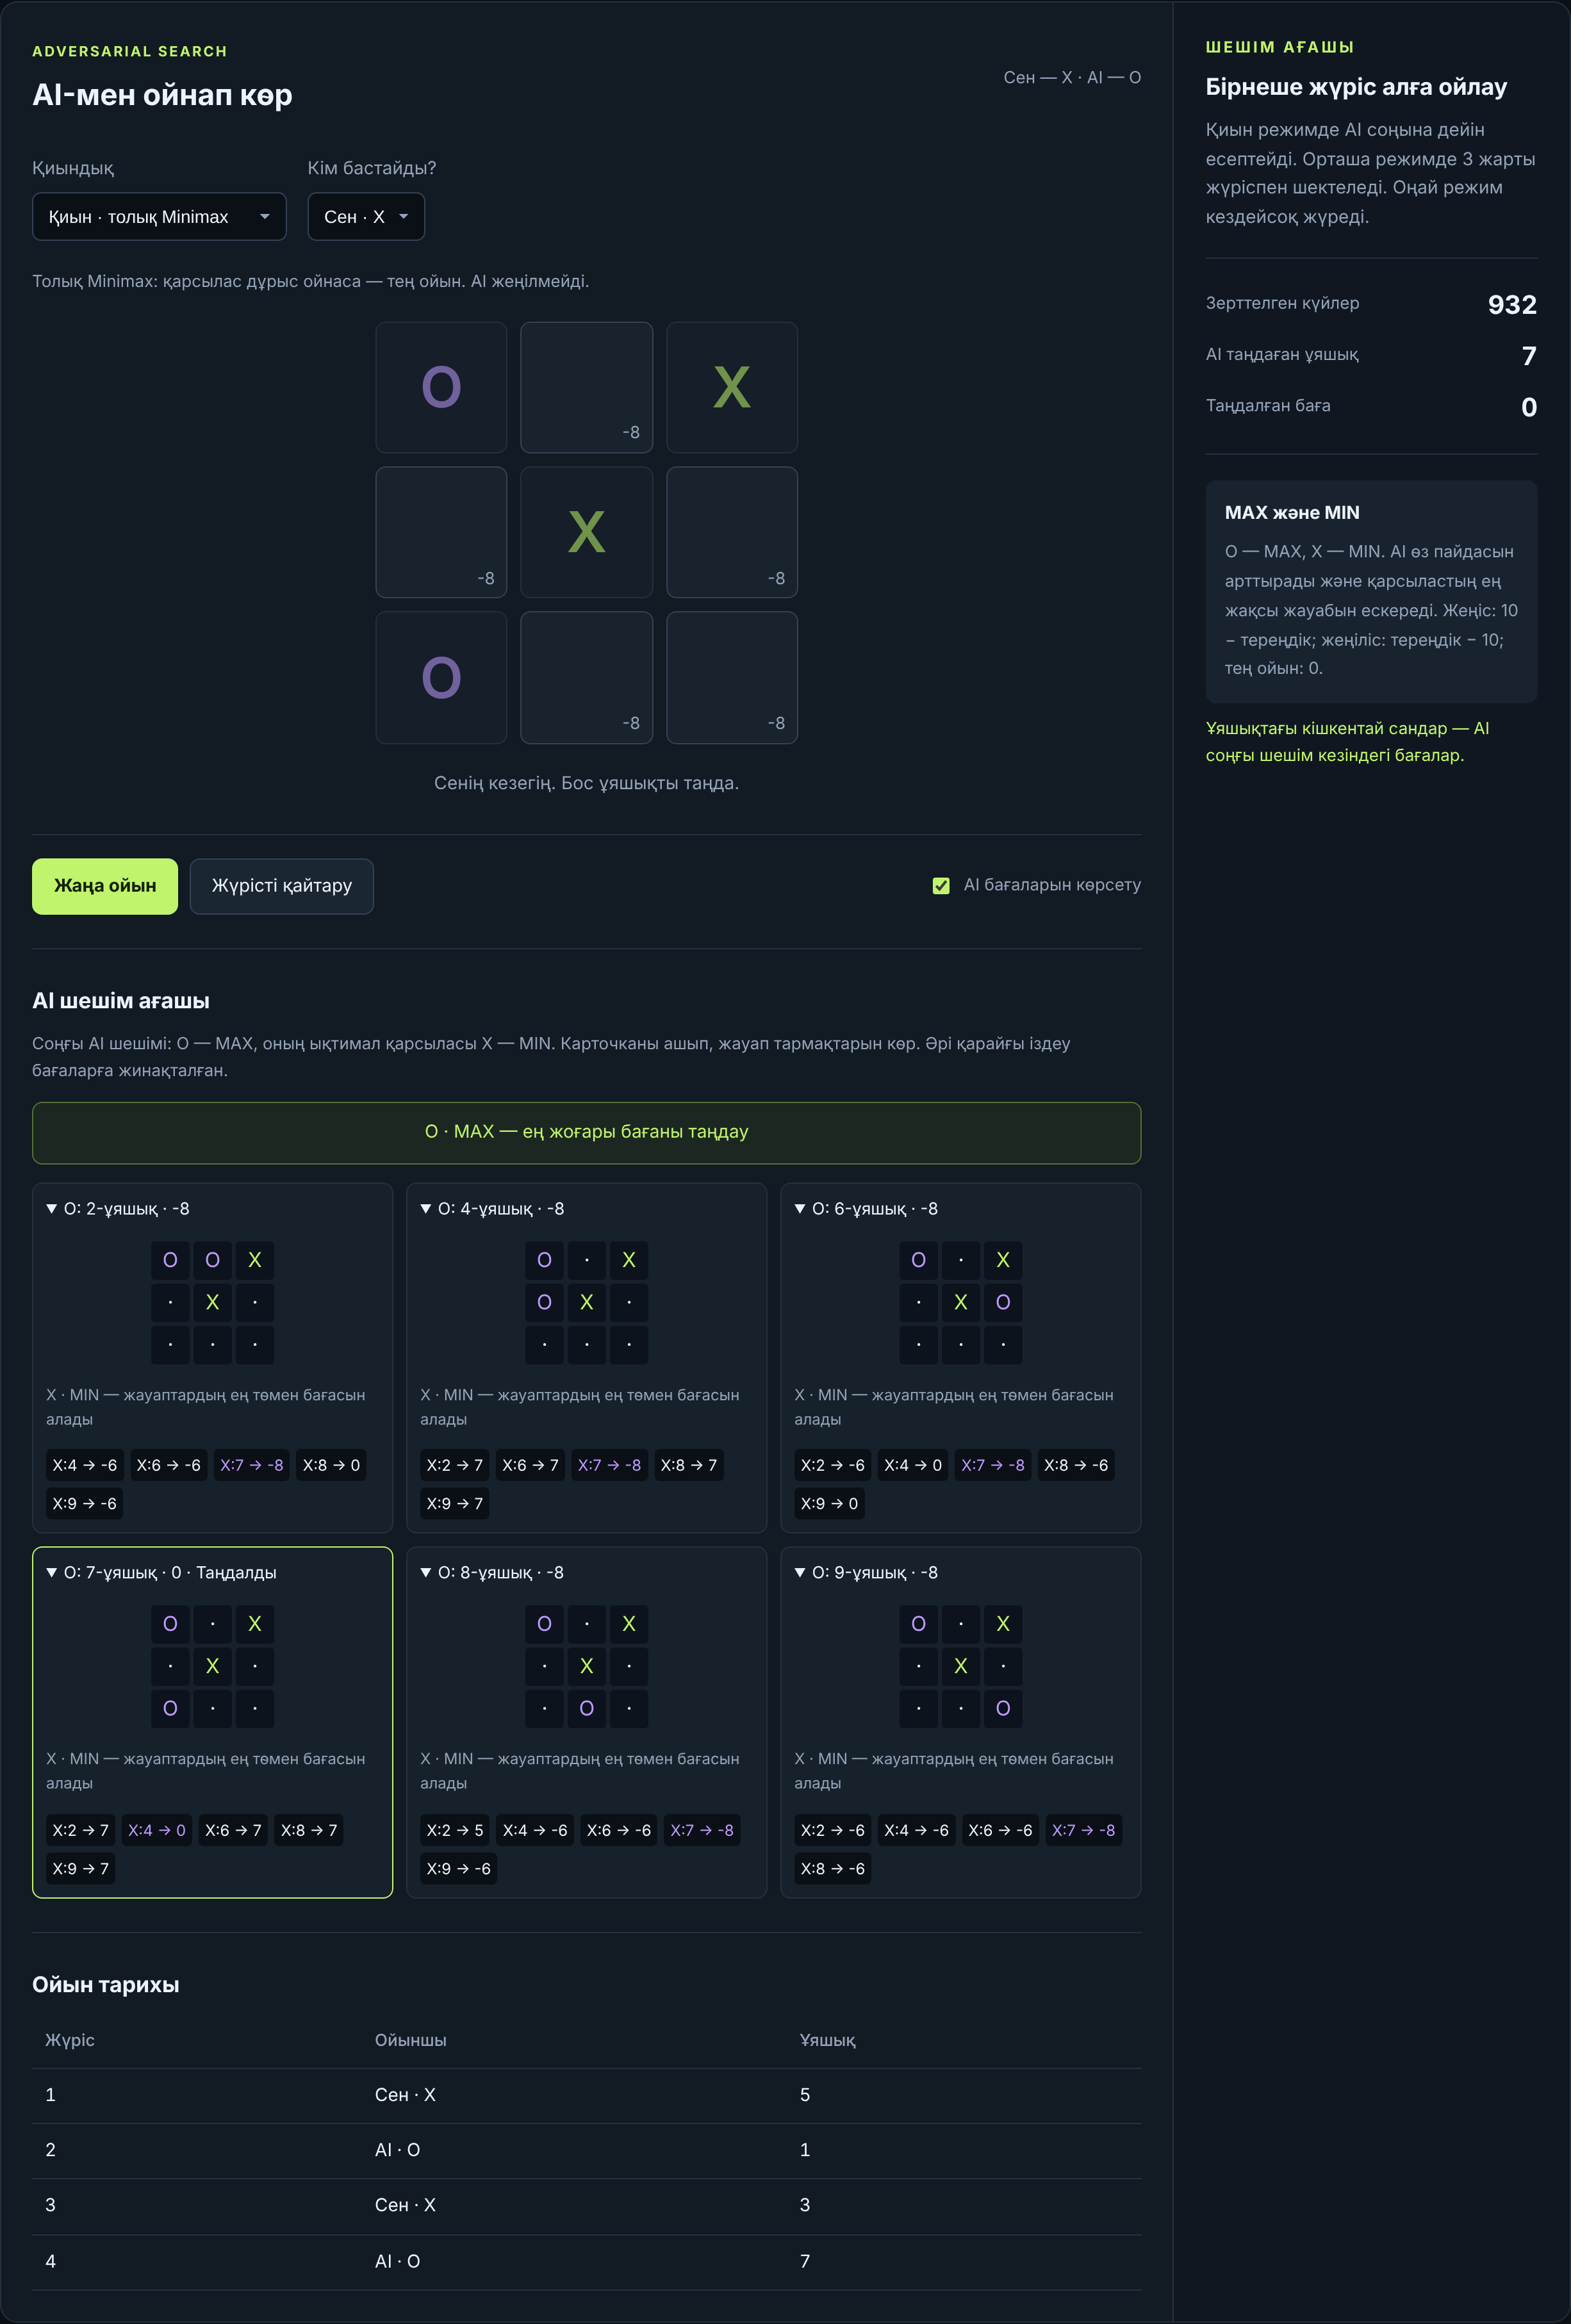 ADVERSARIAL SEARCH
AI-мен ойнап көр
Сен — X · AI — O
Қиындық
Кім бастайды?
Қиын · толық Minimax
Сен · X
Толық Minimax: қарсылас дұрыс ойнаса — тең ойын. AI жеңілмейді.
O
-8
X
-8
X
-8
O
-8
-8
Сенің кезегің. Бос ұяшықты таңда.
Жаңа ойын
Жүрісті қайтару
AI бағаларын көрсету
AI шешім ағашы
Соңғы AI шешімі: O — MAX, оның ықтимал қарсыласы X — MIN. Карточканы ашып, жауап тармақтарын көр. Әрі қарайғы іздеу
бағаларға жинақталған.
O · MAX — ең жоғары бағаны таңдау
▼ O: 2-ұяшық · -8
O O X
· X ·
· · ·
X · MIN — жауаптардың ең төмен бағасын
алады
X:4 → -6 X:6 → -6 X:7 → -8 X:8 → 0
X:9 → -6
▼ O: 4-ұяшық · -8
O · X
O X ·
· · ·
X · MIN — жауаптардың ең төмен бағасын
алады
X:2 → 7 X:6 → 7 X:7 → -8 X:8 → 7
X:9 → 7
▼ O: 6-ұяшық · -8
O · X
· X O
· · ·
X · MIN — жауаптардың ең төмен бағасын
алады
X:2 → -6 X:4 → 0 X:7 → -8 X:8 → -6
X:9 → 0
▼ O: 7-ұяшық · 0 · Таңдалды
O · X
· X ·
O · ·
X · MIN — жауаптардың ең төмен бағасын
алады
X:2 → 7 X:4 → 0 X:6 → 7 X:8 → 7
X:9 → 7
▼ O: 8-ұяшық · -8
O · X
· X ·
· O ·
X · MIN — жауаптардың ең төмен бағасын
алады
X:2 → 5 X:4 → -6 X:6 → -6 X:7 → -8
X:9 → -6
▼ O: 9-ұяшық · -8
O · X
· X ·
· · O
X · MIN — жауаптардың ең төмен бағасын
алады
X:2 → -6 X:4 → -6 X:6 → -6 X:7 → -8
X:8 → -6
Ойын тарихы
Жүріс Ойыншы Ұяшық
1 Сен · X 5
2 AI · O 1
3 Сен · X 3
4 AI · O 7
ШЕШІМ АҒАШЫ
Бірнеше жүріс алға ойлау
Қиын режимде AI соңына дейін
есептейді. Орташа режимде 3 жарты
жүріспен шектеледі. Оңай режим
кездейсоқ жүреді.
Зерттелген күйлер 932
AI таңдаған ұяшық 7
Таңдалған баға 0
MAX және MIN
O — MAX, X — MIN. AI өз пайдасын
арттырады және қарсыластың ең
жақсы жауабын ескереді. Жеңіс: 10
− тереңдік; жеңіліс: тереңдік − 10;
тең ойын: 0.
Ұяшықтағы кішкентай сандар — AI
соңғы шешім кезіндегі бағалар.